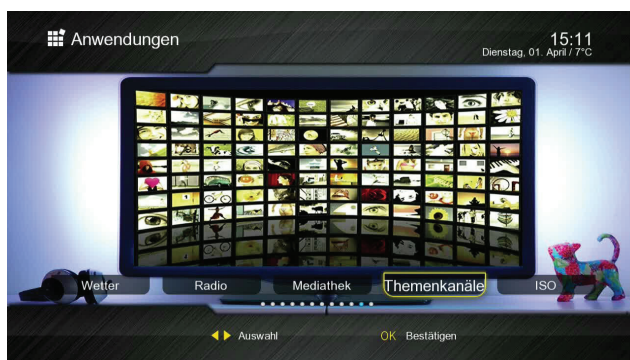 Anwendungen
15:11
Dienstag, 01. April / 7°C
Wetter Radio Mediathek Themenkanäle ISO
Auswahl OK Bestätigen